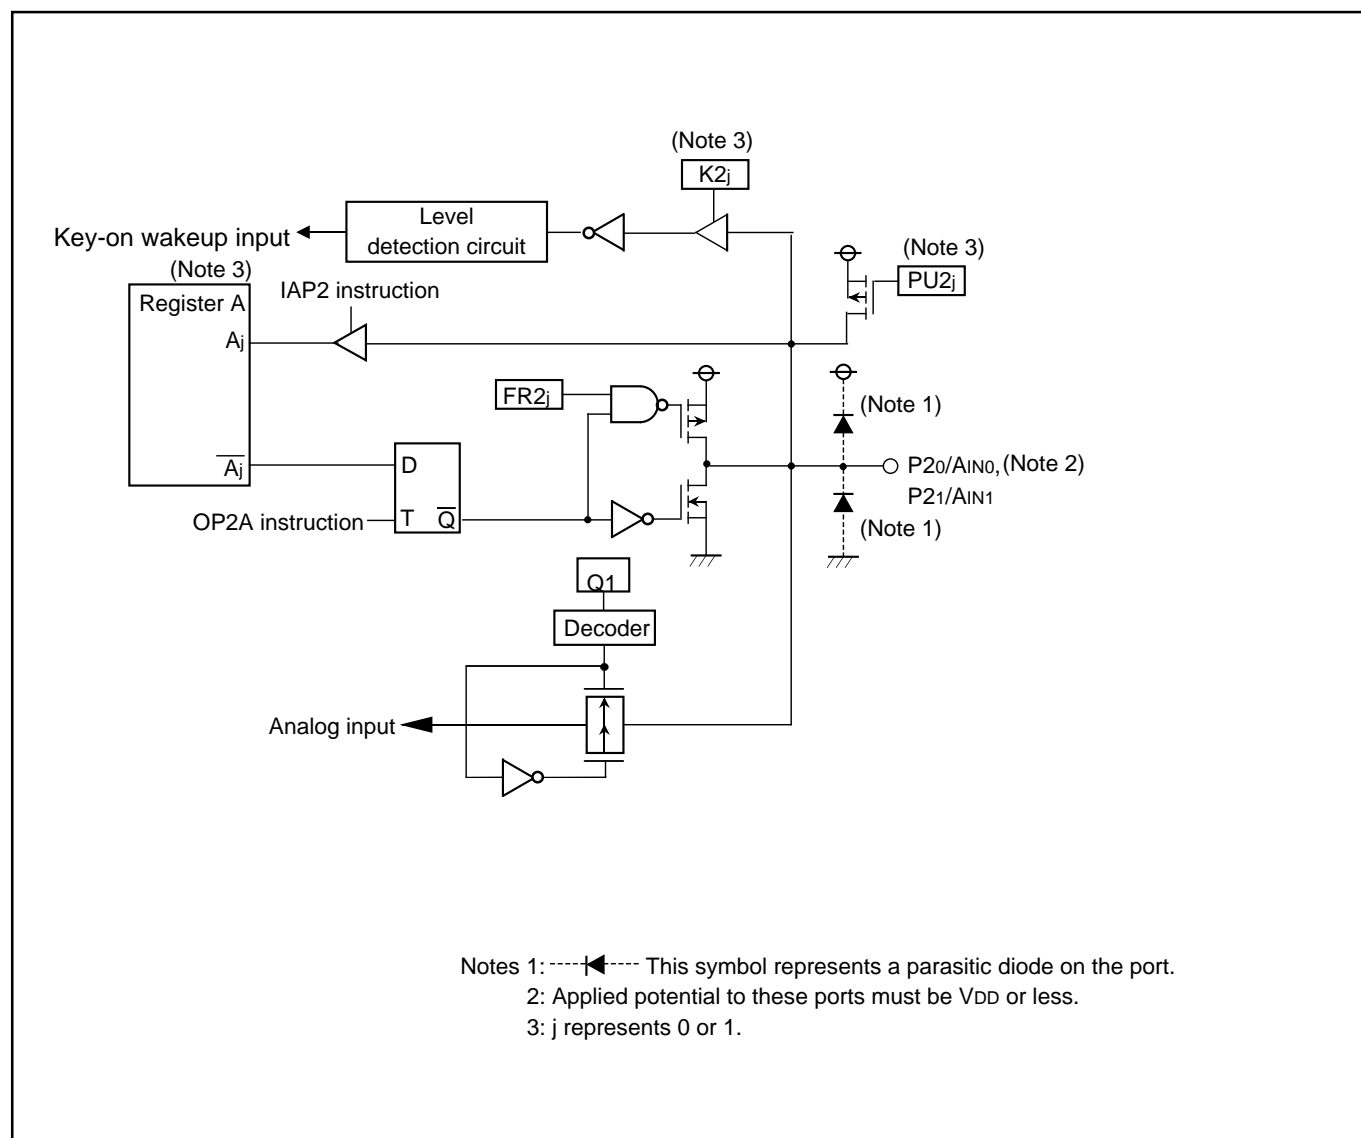 (Note 3)
K2j
Level
detection circuit
Key-on wakeup input
(Note 3)
Register A
IAP2 instruction
Aj
(Note 3)
PU2j
FR2j
(Note 1)
A̅j̅
D
P20/AIN0, (Note 2)
P21/AIN1
OP2A instruction
T
Q̅
(Note 1)
Q1
Decoder
Analog input
Notes 1: This symbol represents a parasitic diode on the port.
2: Applied potential to these ports must be VDD or less.
3: j represents 0 or 1.